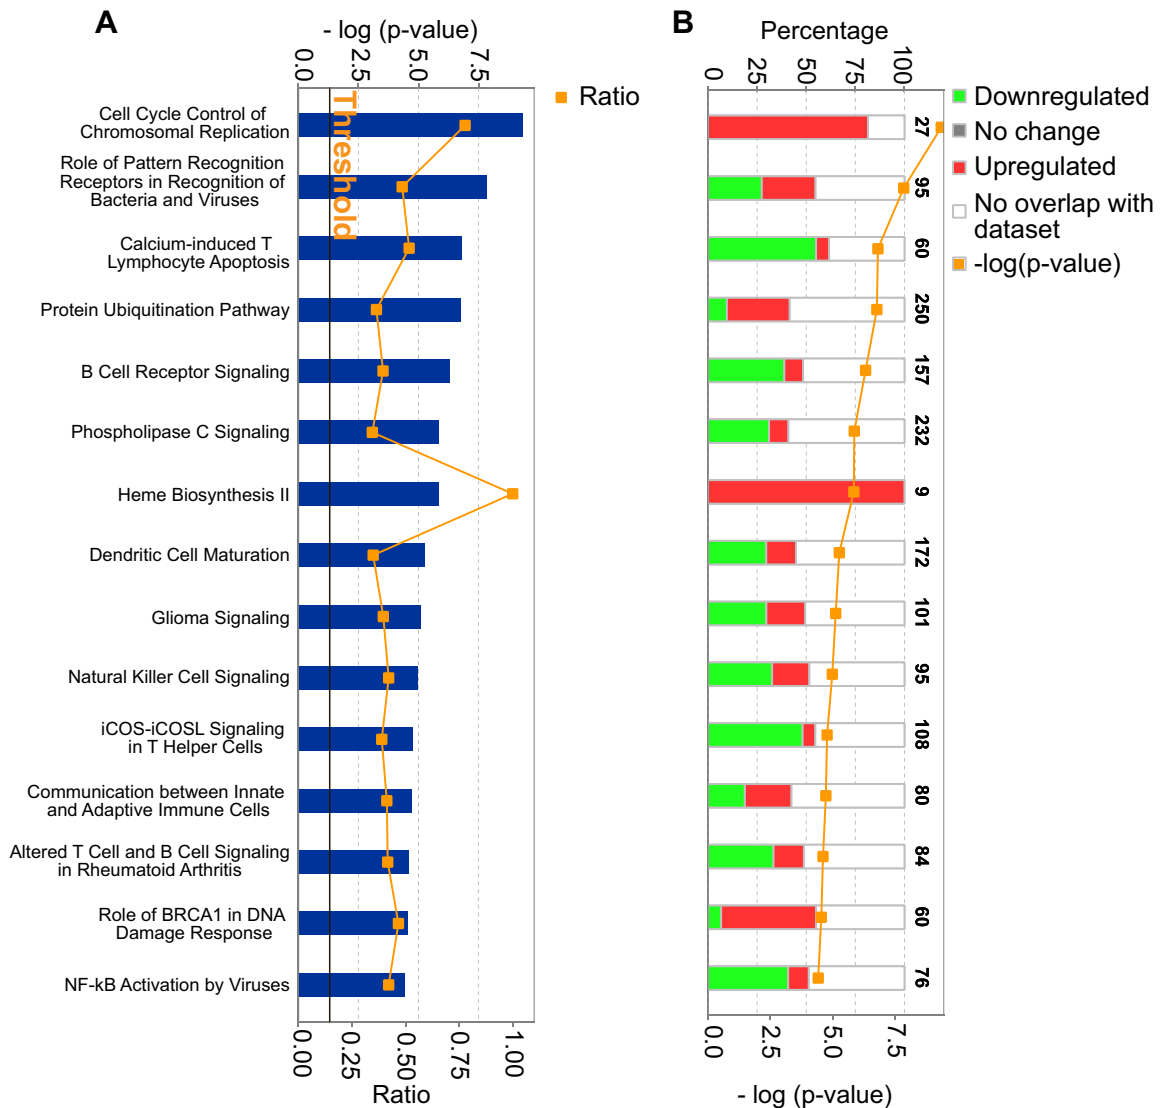 A
- log (p-value)
0.0
2.5
5.0
7.5
Threshold
Ratio
Cell Cycle Control of
Chromosomal Replication
Role of Pattern Recognition
Receptors in Recognition of
Bacteria and Viruses
Calcium-induced T
Lymphocyte Apoptosis
Protein Ubiquitination Pathway
B Cell Receptor Signaling
Phospholipase C Signaling
Heme Biosynthesis II
Dendritic Cell Maturation
Glioma Signaling
Natural Killer Cell Signaling
iCOS-iCOSL Signaling
in T Helper Cells
Communication between Innate
and Adaptive Immune Cells
Altered T Cell and B Cell Signaling
in Rheumatoid Arthritis
Role of BRCA1 in DNA
Damage Response
NF-kB Activation by Viruses
0.00
0.25
0.50
0.75
1.00
Ratio
B
Percentage
0
25
50
75
100
27
95
60
250
157
232
9
172
101
95
108
80
84
60
76
0.0
2.5
5.0
7.5
- log (p-value)
Downregulated
No change
Upregulated
No overlap with
dataset
-log(p-value)